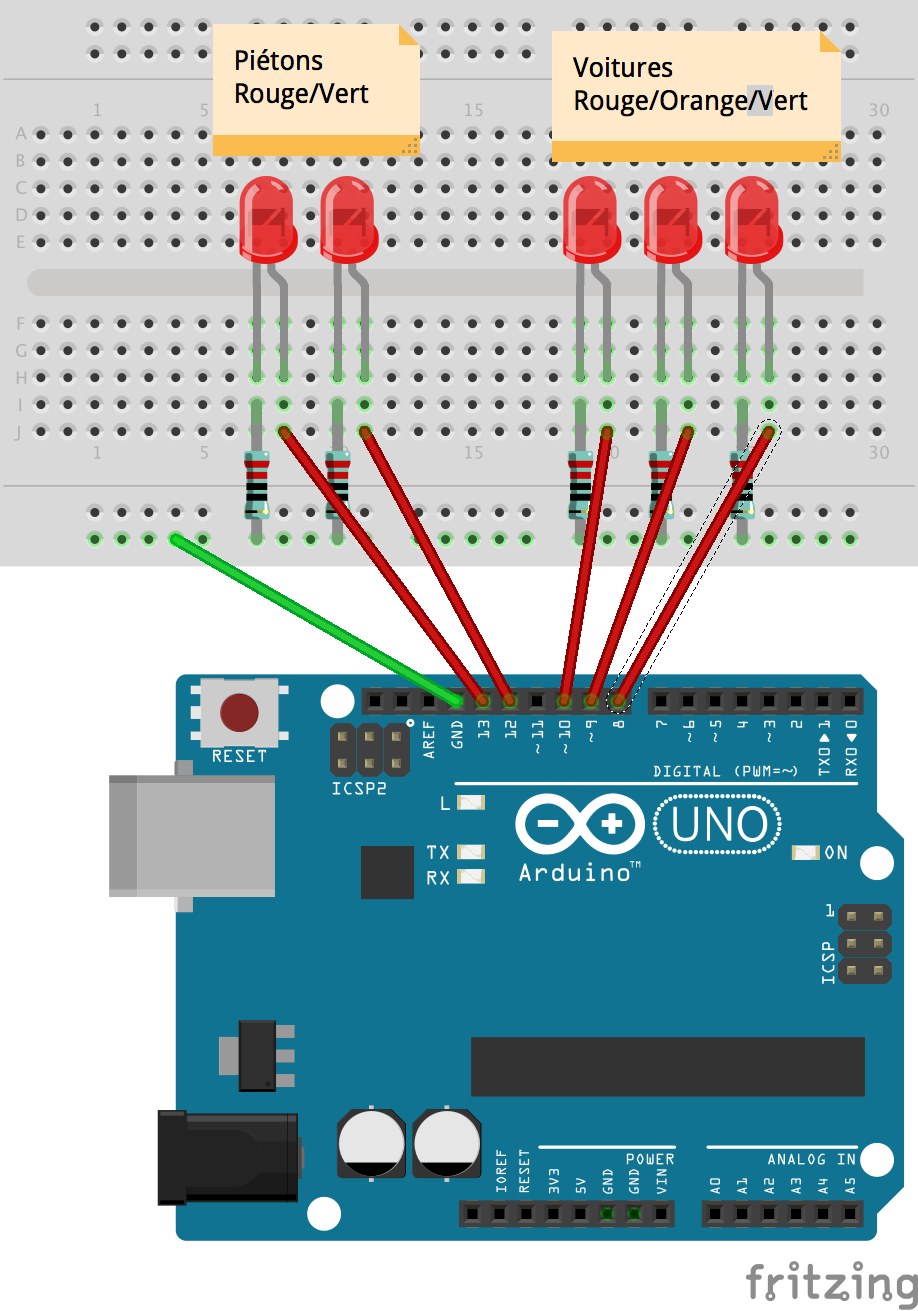 Piétons
Rouge/Vert
Voitures
Rouge/Orange/Vert
1 5 15 30
A
B
C
D
E
F
G
H
I
J
1 5 15 20 30
RESET
ICSP2
AREF
GND
13
12
~11
~10
~9
8
7
~6
~5
4
~3
2
TX0▶1
RX0◀0
DIGITAL (PWM=~)
L
TX
RX
UNO
Arduino™
ON
1
ICSP
POWER
ANALOG IN
IOREF
RESET
3V3
5V
GND
GND
VIN
A0
A1
A2
A3
A4
A5
fritzing